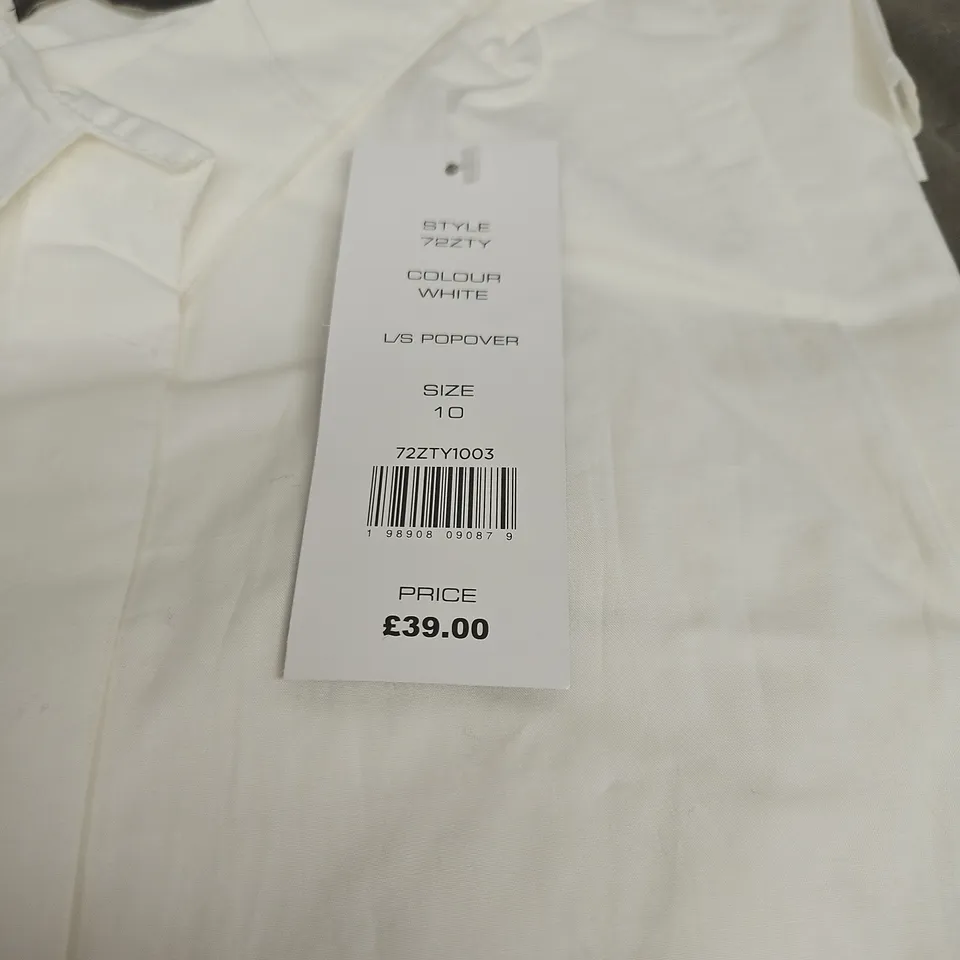 STYLE
72ZTY
COLOUR
WHITE
L/S POPOVER
SIZE
10
72ZTY1003
1 98908 09087 9
PRICE
£39.00